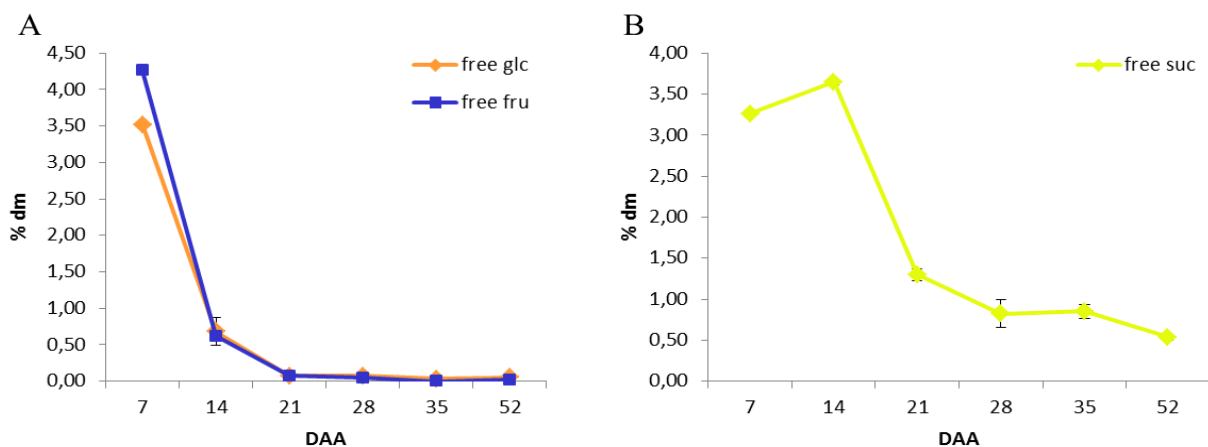 A
free glc
free fru
4,50
4,00
3,50
3,00
2,50
2,00
1,50
1,00
0,50
0,00
% dm
7 14 21 28 35 52
DAA
B
free suc
4,00
3,50
3,00
2,50
2,00
1,50
1,00
0,50
0,00
% dm
7 14 21 28 35 52
DAA